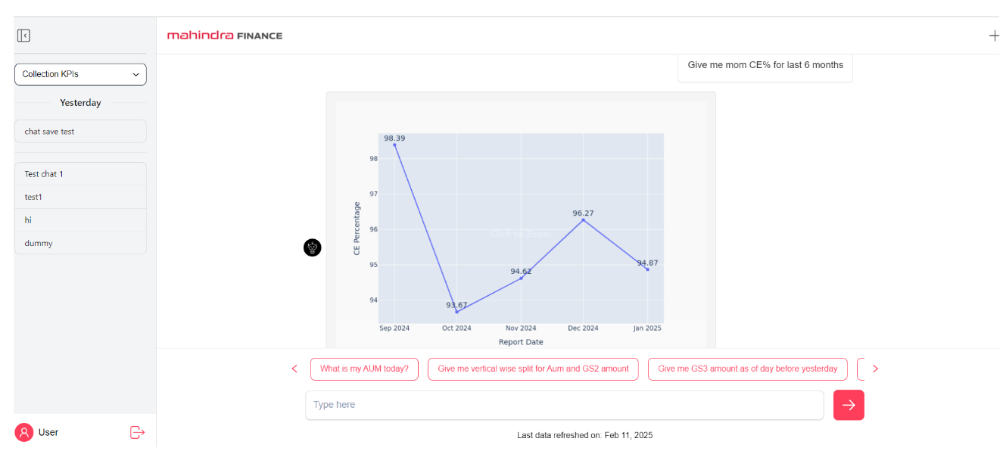 mahindra FINANCE
Collection KPIs
Yesterday
chat save test
Test chat 1
test1
hi
dummy
User
Give me mom CE% for last 6 months
98.39
98
97
96.27
96
Click to Zoom
CE Percentage
95
94.62
94.87
94
93.67
Sep 2024 Oct 2024 Nov 2024 Dec 2024 Jan 2025
Report Date
What is my AUM today? Give me vertical wise split for Aum and GS2 amount Give me GS3 amount as of day before yesterday
Type here
Last data refreshed on: Feb 11, 2025